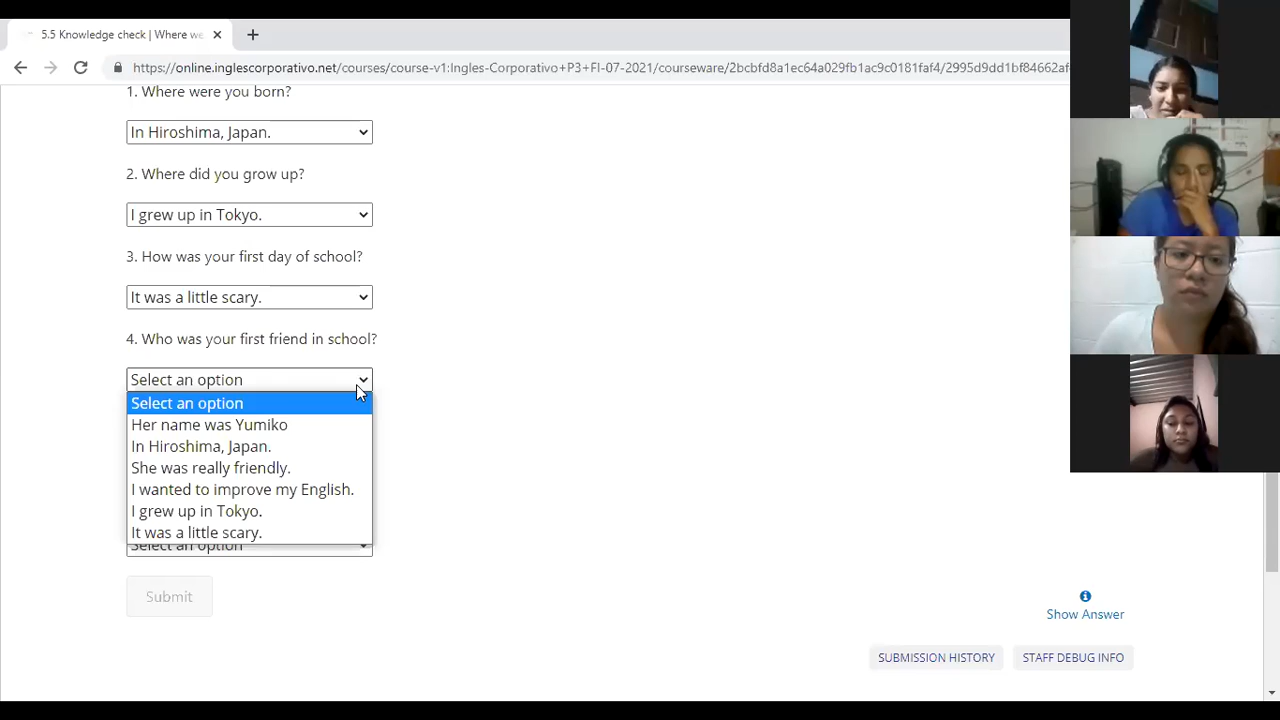 5.5 Knowledge check | Where we
https://online.inglescorporativo.net/courses/course-v1:Ingles-Corporativo+P3+FI-07-2021/courseware/2bcbfd8a1ec64a029fb1ac9c0181faf4/2995d9dd1bf84662af
1. Where were you born?
In Hiroshima, Japan.
2. Where did you grow up?
I grew up in Tokyo.
3. How was your first day of school?
It was a little scary.
4. Who was your first friend in school?
Select an option
Select an option
Her name was Yumiko
In Hiroshima, Japan.
She was really friendly.
I wanted to improve my English.
I grew up in Tokyo.
It was a little scary.
Select an option
Submit
Show Answer
SUBMISSION HISTORY
STAFF DEBUG INFO